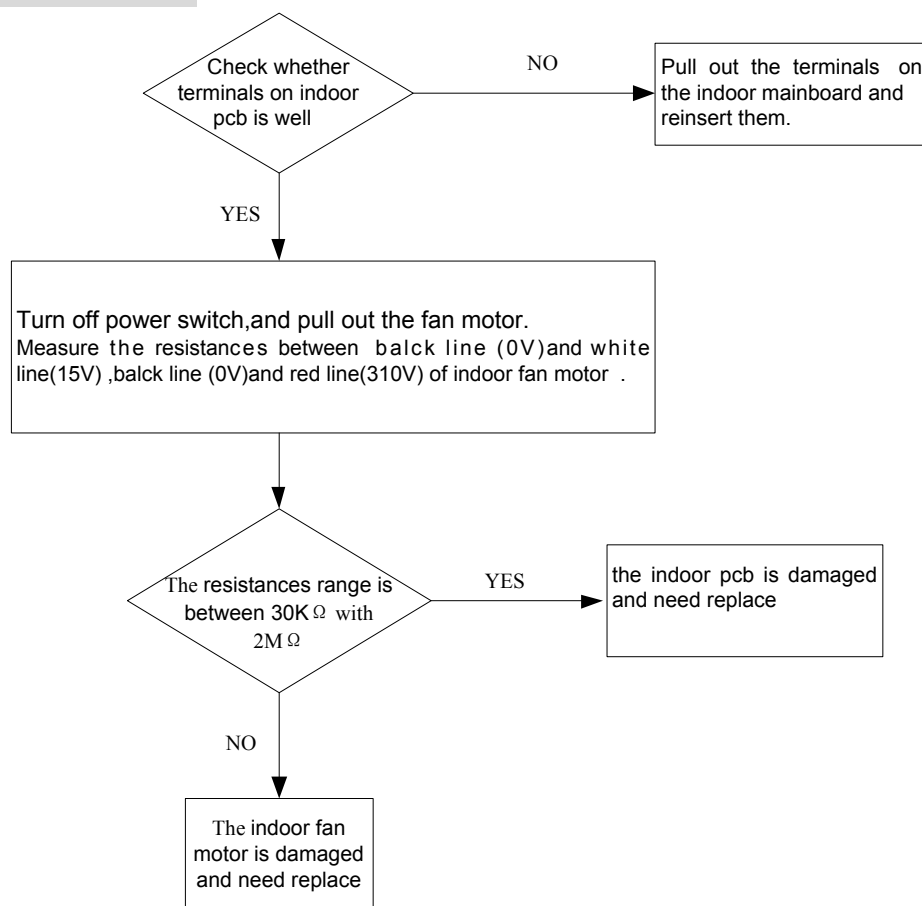 Check whether
terminals on indoor
pcb is well
NO
Pull out the terminals on
the indoor mainboard and
reinsert them.
YES
Turn off power switch,and pull out the fan motor.
Measure the resistances between balck line (0V)and white
line(15V) ,balck line (0V)and red line(310V) of indoor fan motor .
The resistances range is
between 30KΩ with
2MΩ
YES
the indoor pcb is damaged
and need replace
NO
The indoor fan
motor is damaged
and need replace